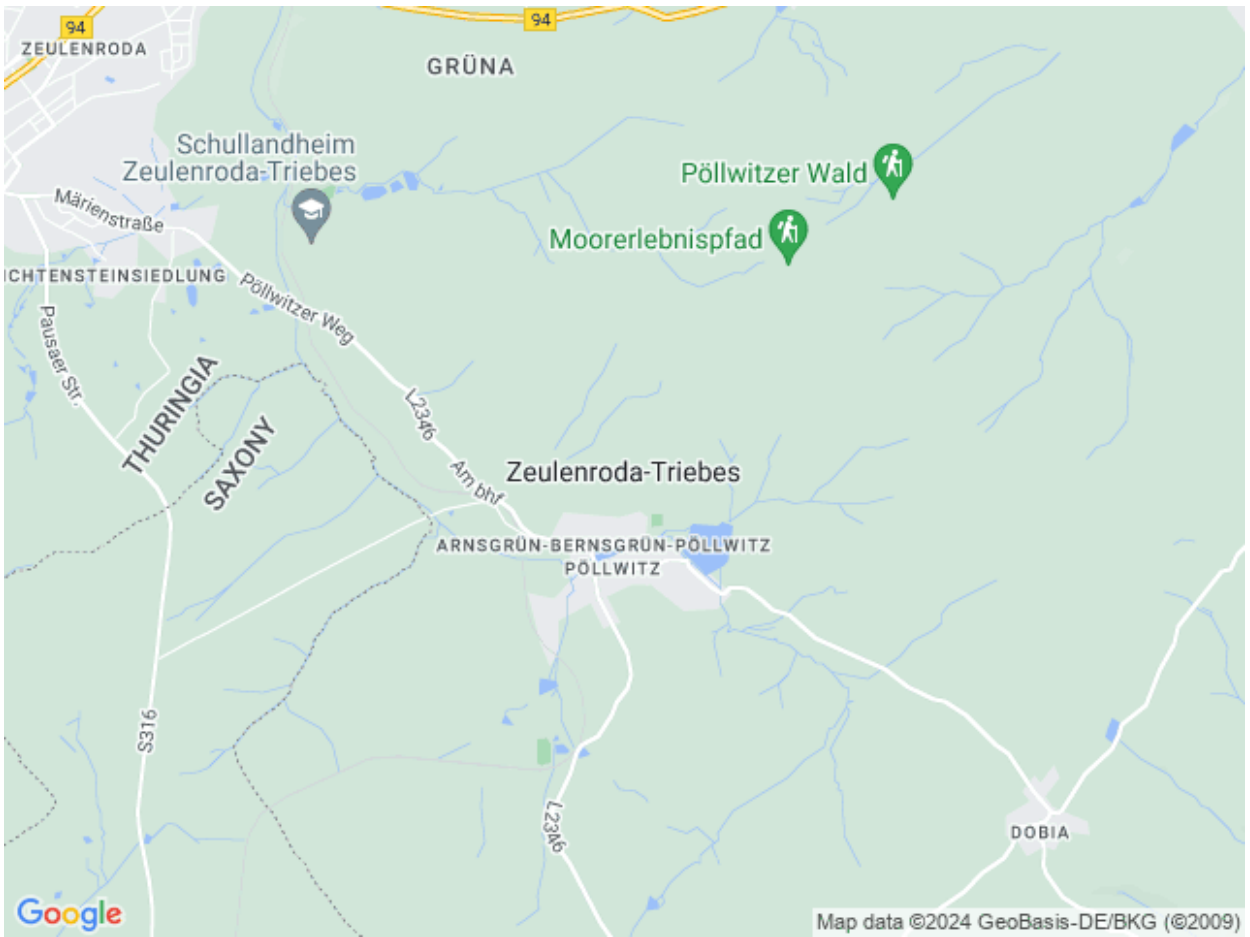 94
94
ZEULENRODA
GRÜNA
Schullandheim
Zeulenroda-Triebes
Pöllwitzer Wald
Märienstraße
Moorerlebnispfad
ICHTENSTEINSIEDLUNG
Pöllwitzer Weg
Pausaer Str.
THURINGIA
SAXONY
L2346
Am bhf
Zeulenroda-Triebes
ARNSGRÜN-BERNSGRÜN-PÖLLWITZ
PÖLLWITZ
S316
L2346
DOBIA
Google
Map data ©2024 GeoBasis-DE/BKG (©2009)